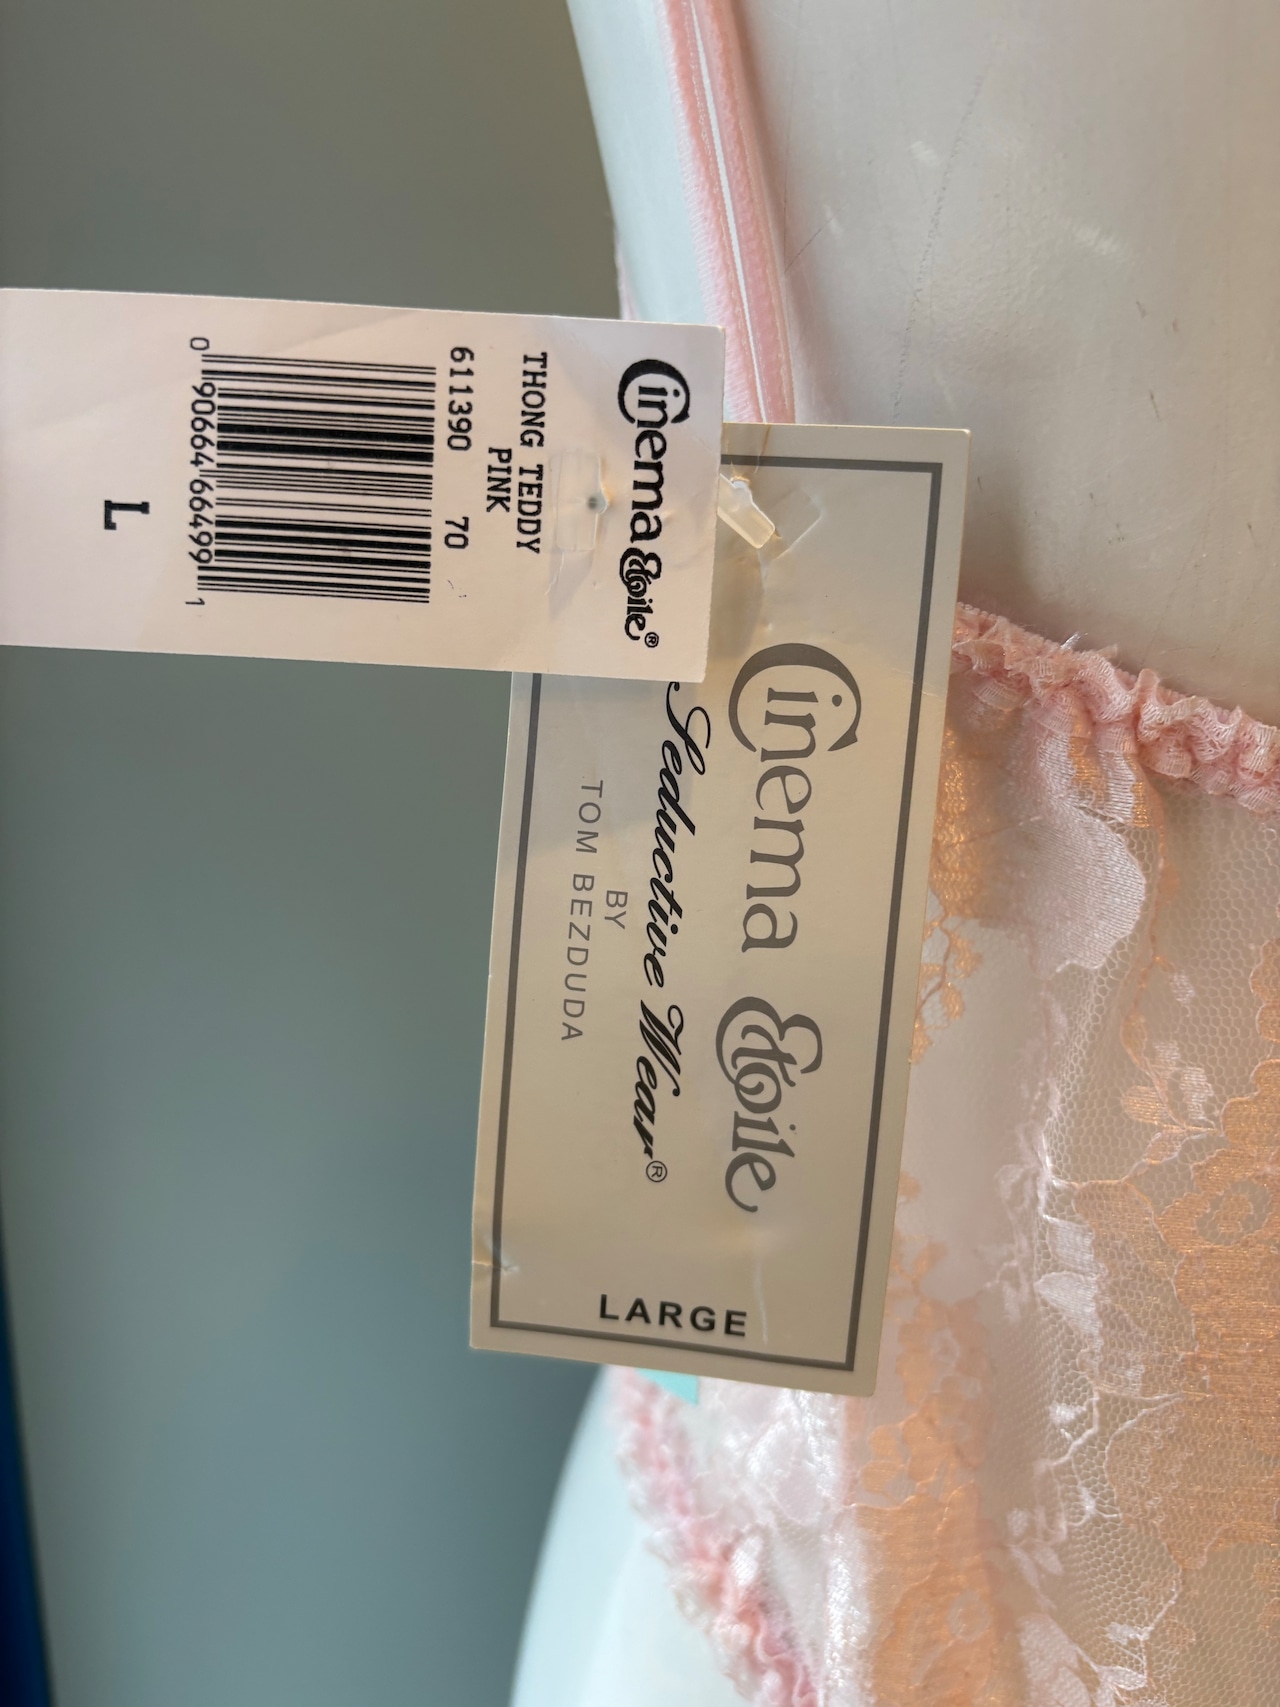 Cinema Etoile®
THONG TEDDY
PINK
611390 70
0 90664 66499 1
L
Cinema Etoile
Seductive Wear®
BY
TOM BEZDUDA
LARGE